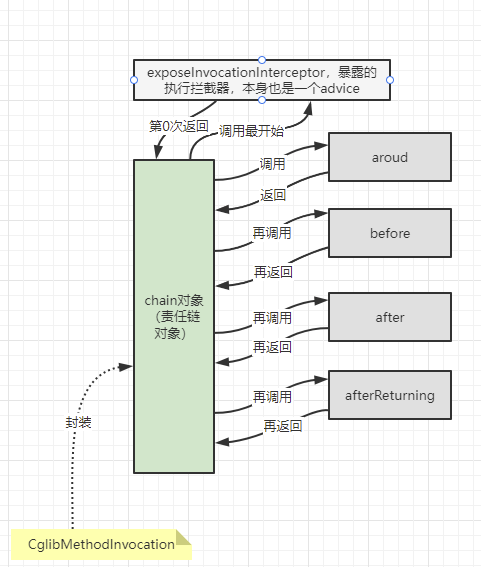 exposeInvocationInterceptor，暴露的
执行拦截器，本身也是一个advice
第0次返回
调用最开始
调用
aroud
返回
再调用
before
再返回
chain对象
（责任链
对象）
再调用
after
再返回
再调用
afterReturning
再返回
封装
CglibMethodInvocation